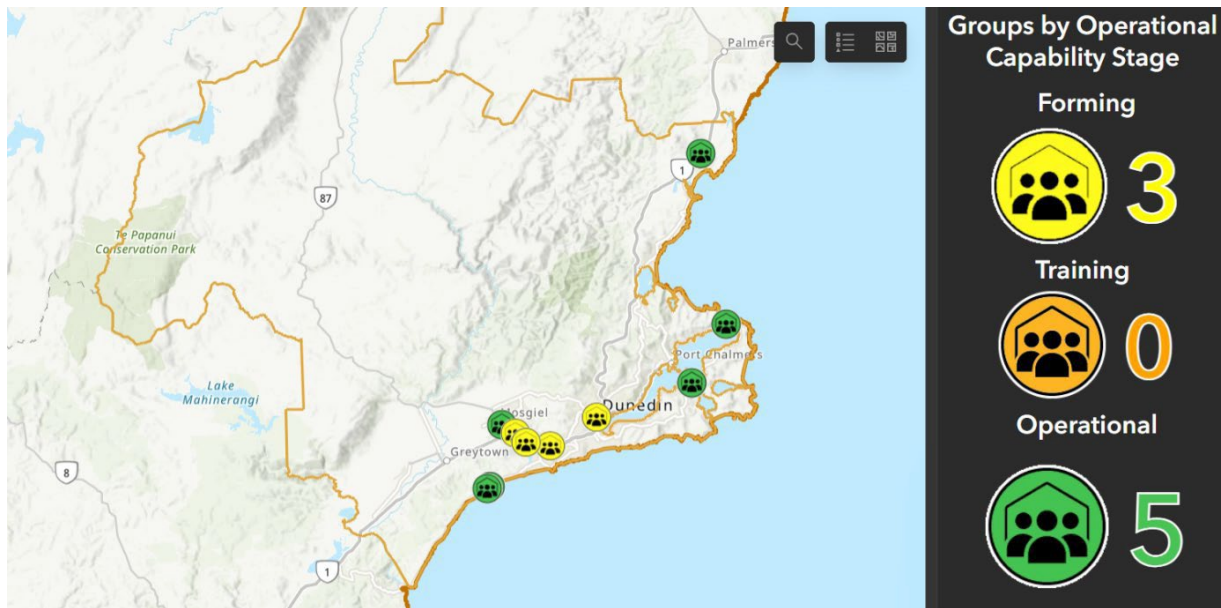 Palmers
1
87
Te Papanui
Conservation Park
Port Chalmers
Lake
Mahinerangi
Mosgiel
Dunedin
Greytown
8
1
Groups by Operational
Capability Stage
Forming
3
Training
0
Operational
5